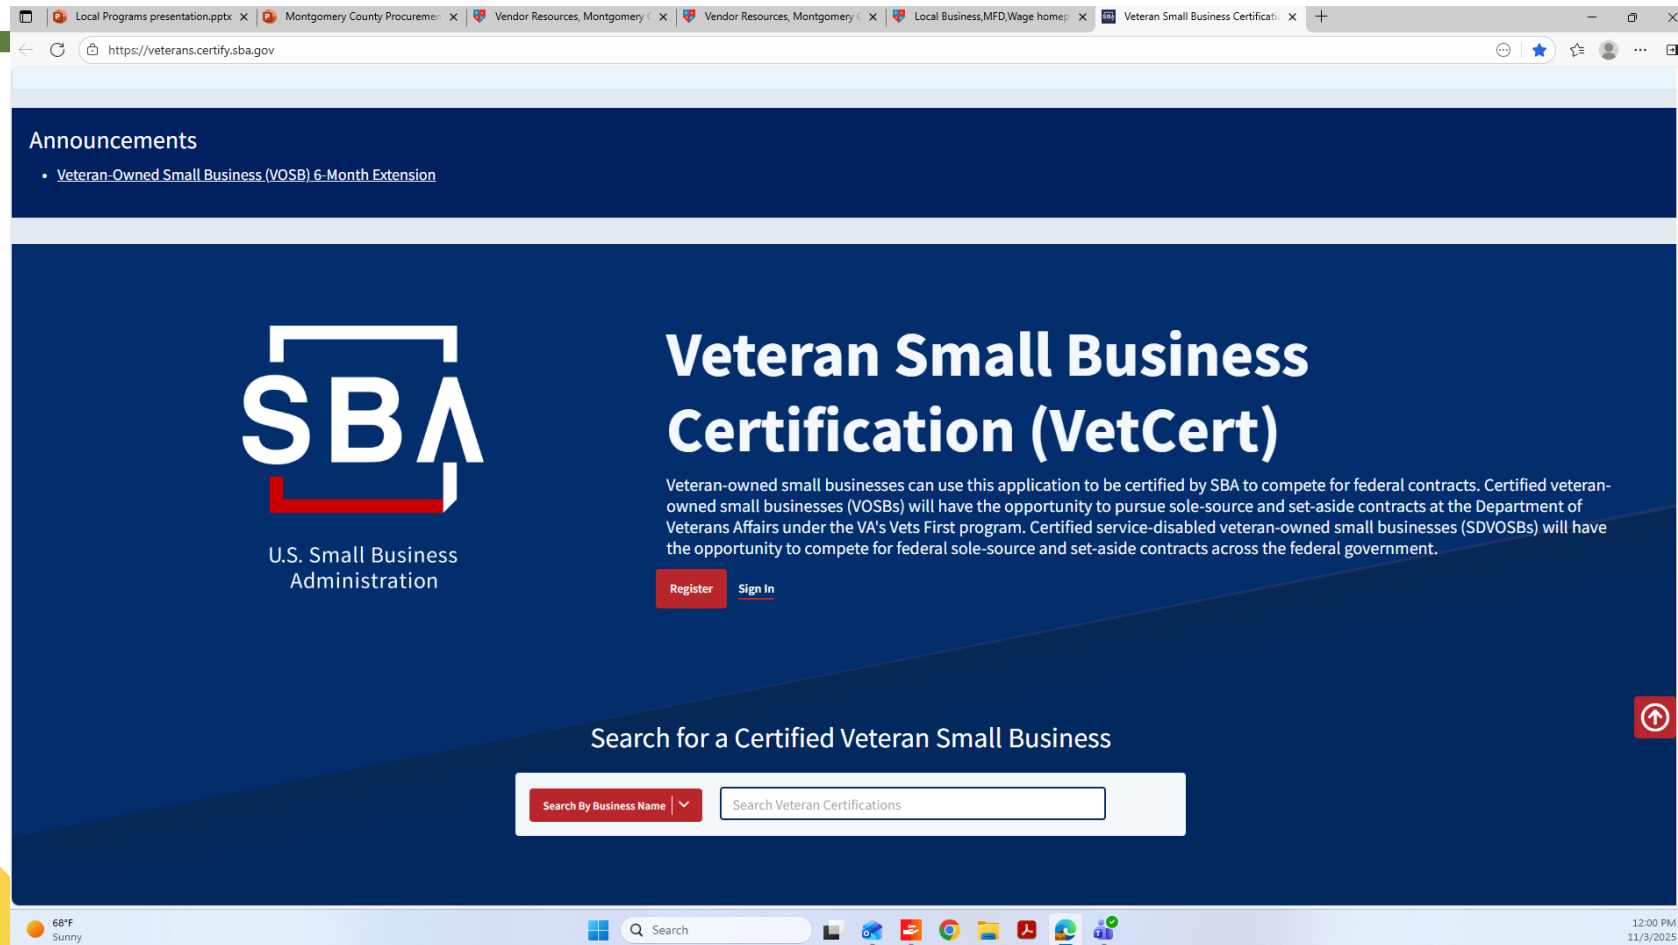 Local Programs presentation.pptx
Montgomery County Procuremen
Vendor Resources, Montgomery C
Vendor Resources, Montgomery C
Local Business,MFD,Wage homep
Veteran Small Business Certificatic
https://veterans.certify.sba.gov
Announcements
• Veteran-Owned Small Business (VOSB) 6-Month Extension
SBA
U.S. Small Business
Administration
Veteran Small Business
Certification (VetCert)
Veteran-owned small businesses can use this application to be certified by SBA to compete for federal contracts. Certified veteran-
owned small businesses (VOSBs) will have the opportunity to pursue sole-source and set-aside contracts at the Department of
Veterans Affairs under the VA's Vets First program. Certified service-disabled veteran-owned small businesses (SDVOSBs) will have
the opportunity to compete for federal sole-source and set-aside contracts across the federal government.
Register Sign In
Search for a Certified Veteran Small Business
Search By Business Name Search Veteran Certifications
68°F
Sunny
Search
12:00 PM
11/3/2025